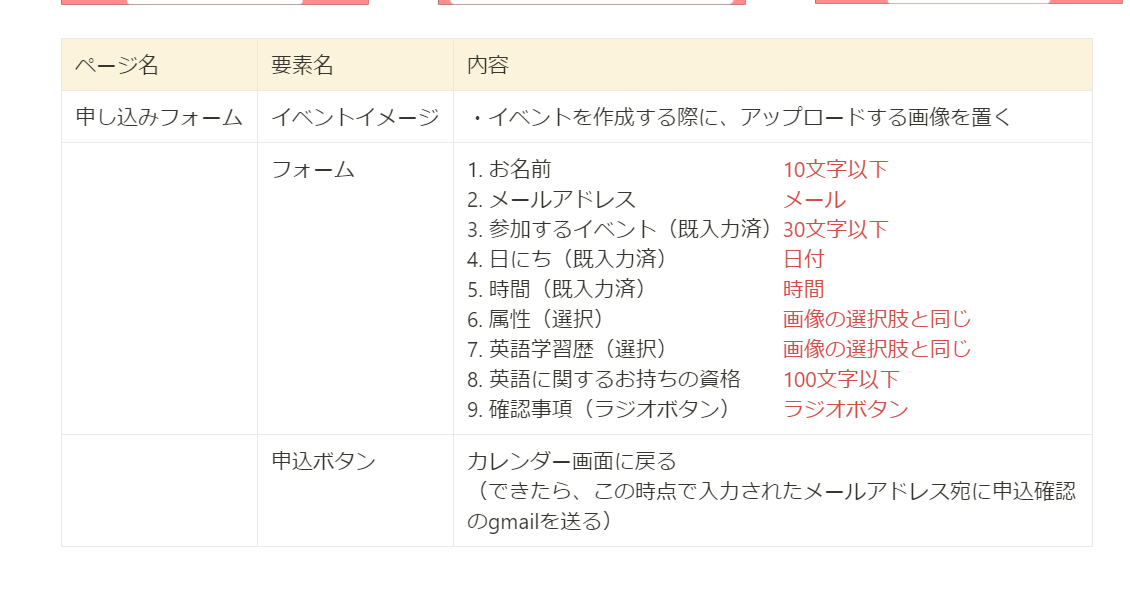 ページ名 要素名 内容
申し込みフォーム イベントイメージ ・イベントを作成する際に、アップロードする画像を置く
フォーム 1. お名前 10文字以下
2. メールアドレス メール
3. 参加するイベント（既入力済） 30文字以下
4. 日にち（既入力済） 日付
5. 時間（既入力済） 時間
6. 属性（選択） 画像の選択肢と同じ
7. 英語学習歴（選択） 画像の選択肢と同じ
8. 英語に関するお持ちの資格 100文字以下
9. 確認事項（ラジオボタン） ラジオボタン
申込ボタン カレンダー画面に戻る
（できたら、この時点で入力されたメールアドレス宛に申込確認
のgmailを送る）